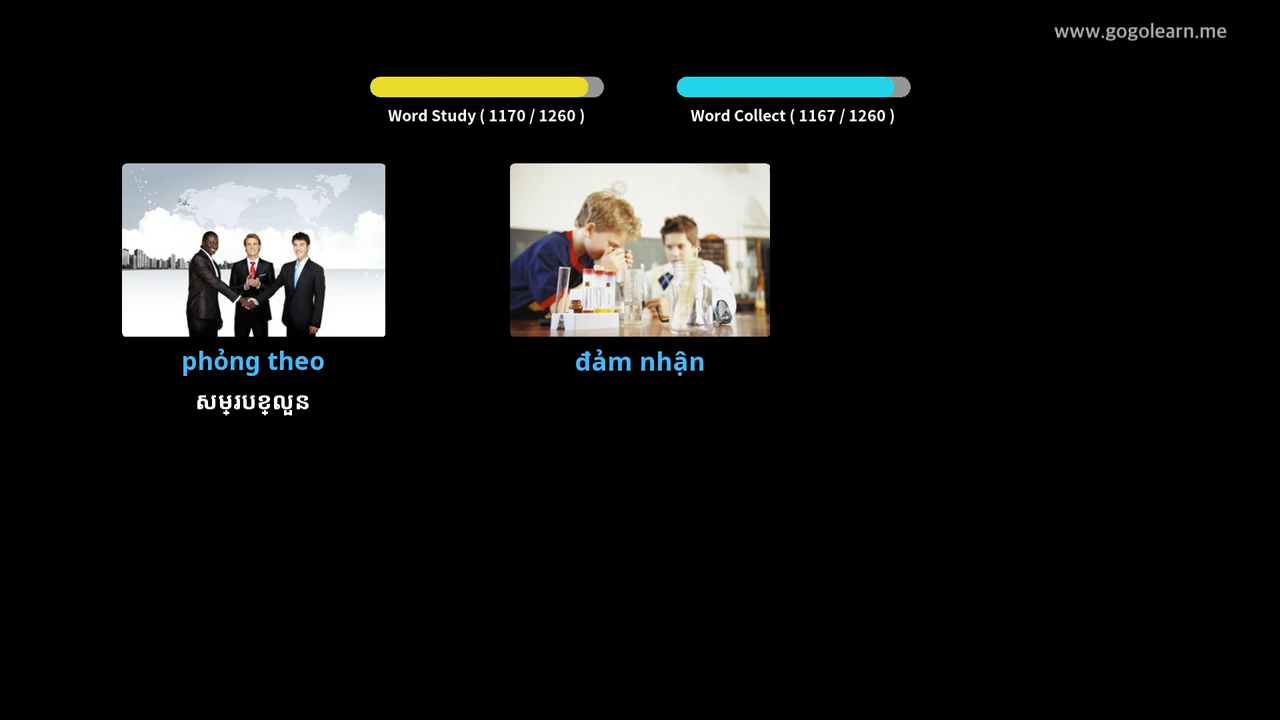 www.gogolearn.me
Word Study ( 1170 / 1260 )
Word Collect ( 1167 / 1260 )
phỏng theo
សម្របខ្លួន
đảm nhận